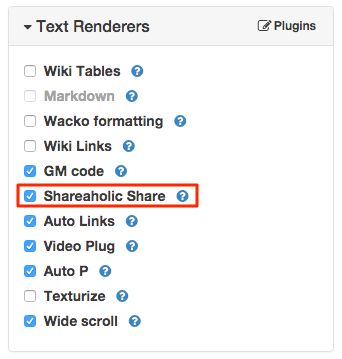 Text Renderers Plugins
Wiki Tables ?
Markdown ?
Wacko formatting ?
Wiki Links ?
GM code ?
Shareaholic Share ?
Auto Links ?
Video Plug ?
Auto P ?
Texturize ?
Wide scroll ?